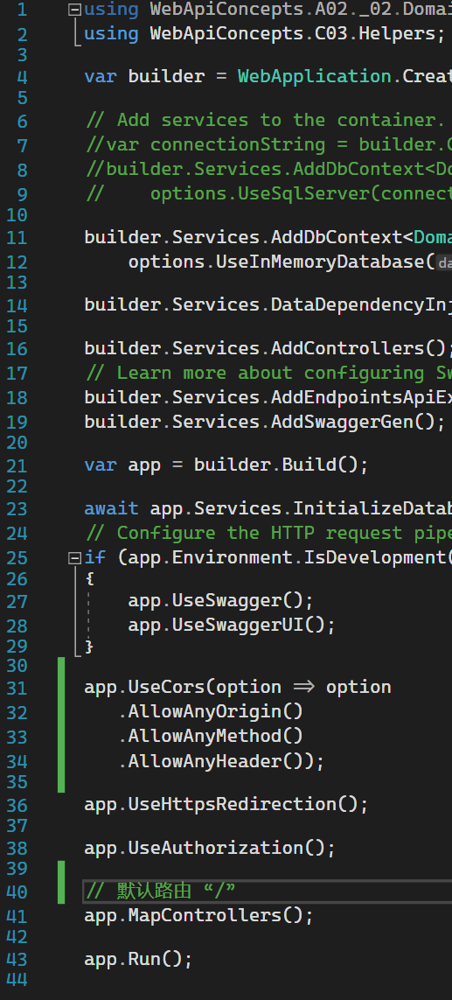 1 using WebApiConcepts.A02._02.Domai
2 using WebApiConcepts.C03.Helpers;
3
4 var builder = WebApplication.Creat
5
6 // Add services to the container.
7 //var connectionString = builder.C
8 //builder.Services.AddDbContext<Do
9 //    options.UseSqlServer(connect
10
11 builder.Services.AddDbContext<Doma
12     options.UseInMemoryDatabase(da
13
14 builder.Services.DataDependencyInj
15
16 builder.Services.AddControllers();
17 // Learn more about configuring Sw
18 builder.Services.AddEndpointsApiEx
19 builder.Services.AddSwaggerGen();
20
21 var app = builder.Build();
22
23 await app.Services.InitializeDatab
24 // Configure the HTTP request pipe
25 if (app.Environment.IsDevelopment(
26 {
27     app.UseSwagger();
28     app.UseSwaggerUI();
29 }
30
31 app.UseCors(option => option
32    .AllowAnyOrigin()
33    .AllowAnyMethod()
34    .AllowAnyHeader());
35
36 app.UseHttpsRedirection();
37
38 app.UseAuthorization();
39
40 // 默认路由 “/”
41 app.MapControllers();
42
43 app.Run();
44